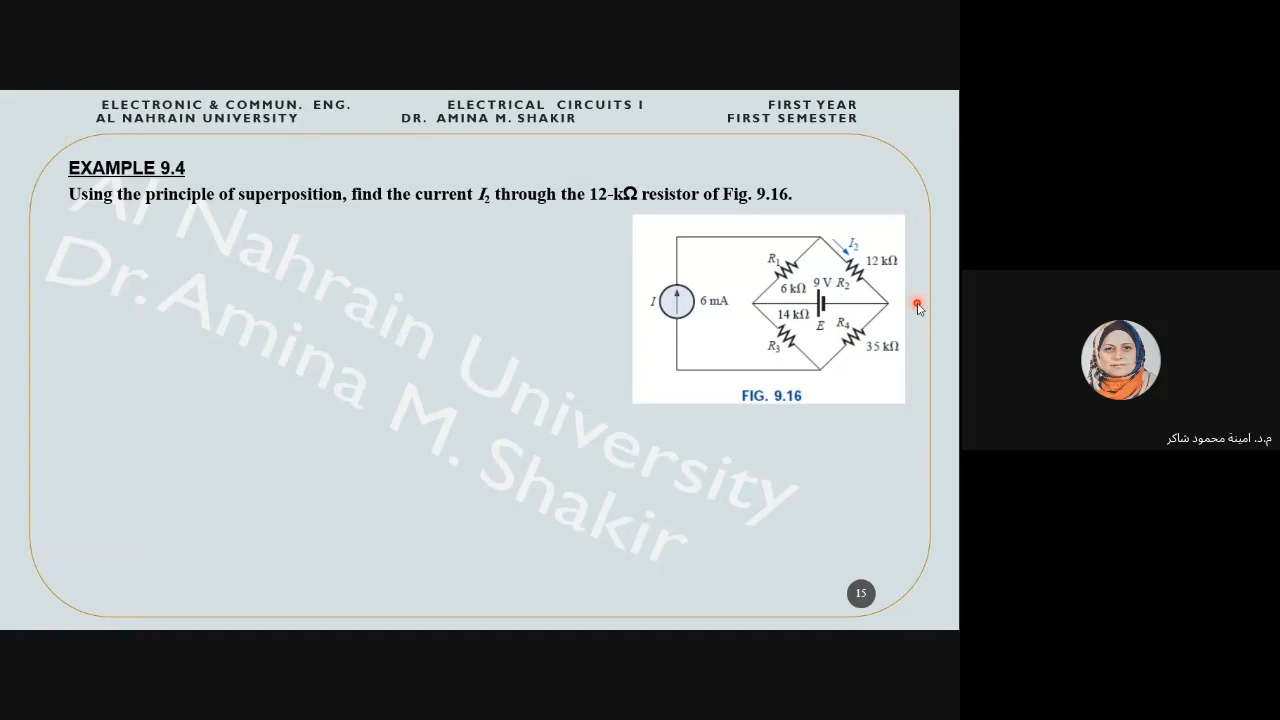 ELECTRONIC & COMMUN. ENG. ELECTRICAL CIRCUITS I FIRST YEAR
AL NAHRAIN UNIVERSITY DR. AMINA M. SHAKIR FIRST SEMESTER
EXAMPLE 9.4
Using the principle of superposition, find the current I2 through the 12-kΩ resistor of Fig. 9.16.
Al Nahrain University
Dr. Amina M. Shakir
I2
R1 12 kΩ
6 kΩ 9 V R2
I 6 mA
14 kΩ E R4
R3 35 kΩ
FIG. 9.16
م.د. امينة محمود شاكر
15